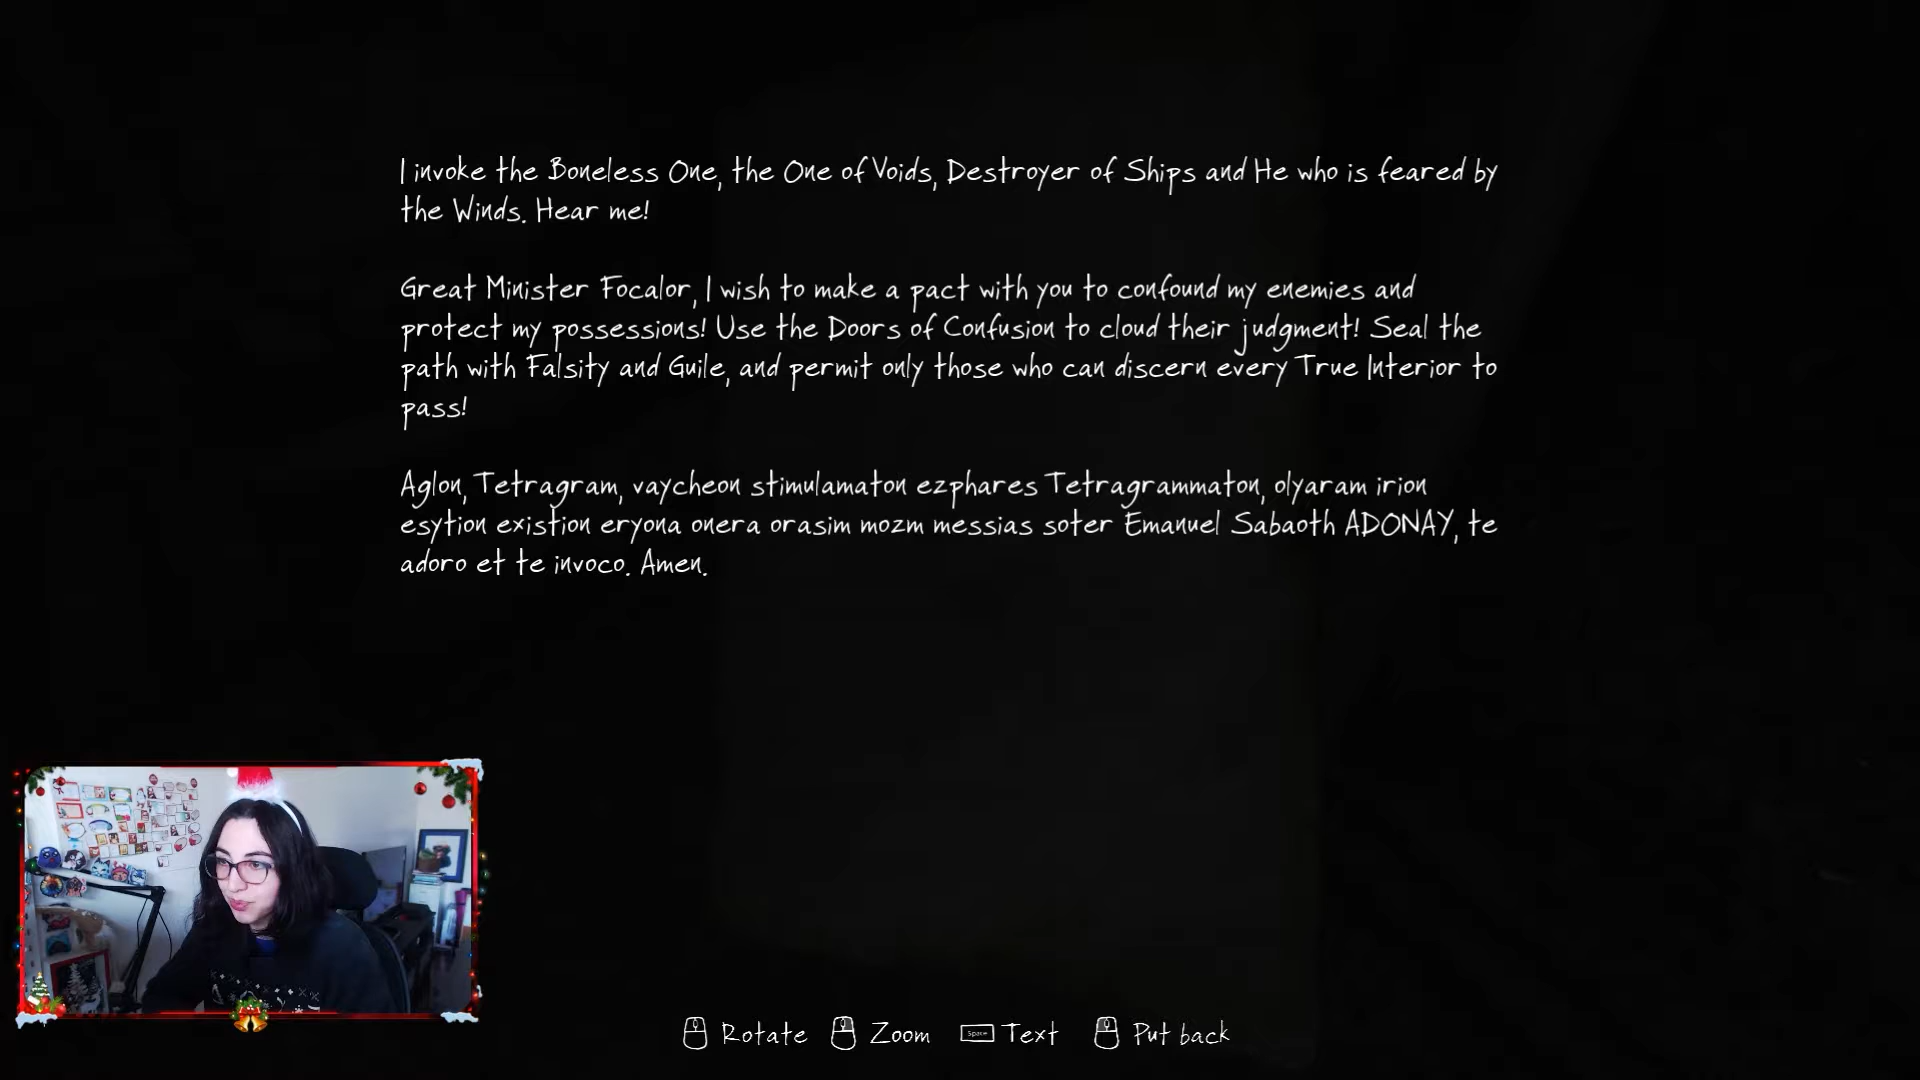 I invoke the Boneless One, the One of Voids, Destroyer of Ships and He who is feared by
the Winds. Hear me!
Great Minister Focalor, I wish to make a pact with you to confound my enemies and
protect my possessions! Use the Doors of Confusion to cloud their judgment! Seal the
path with Falsity and Guile, and permit only those who can discern every True Interior to
pass!
Aglon, Tetragram, vaycheon stimulamaton ezphares Tetragrammaton, olyaram irion
esytion existion eryona onera orasim mozm messias soter Emanuel Sabaoth ADONAY, te
adoro et te invoco. Amen.
Rotate Zoom Space Text Put back